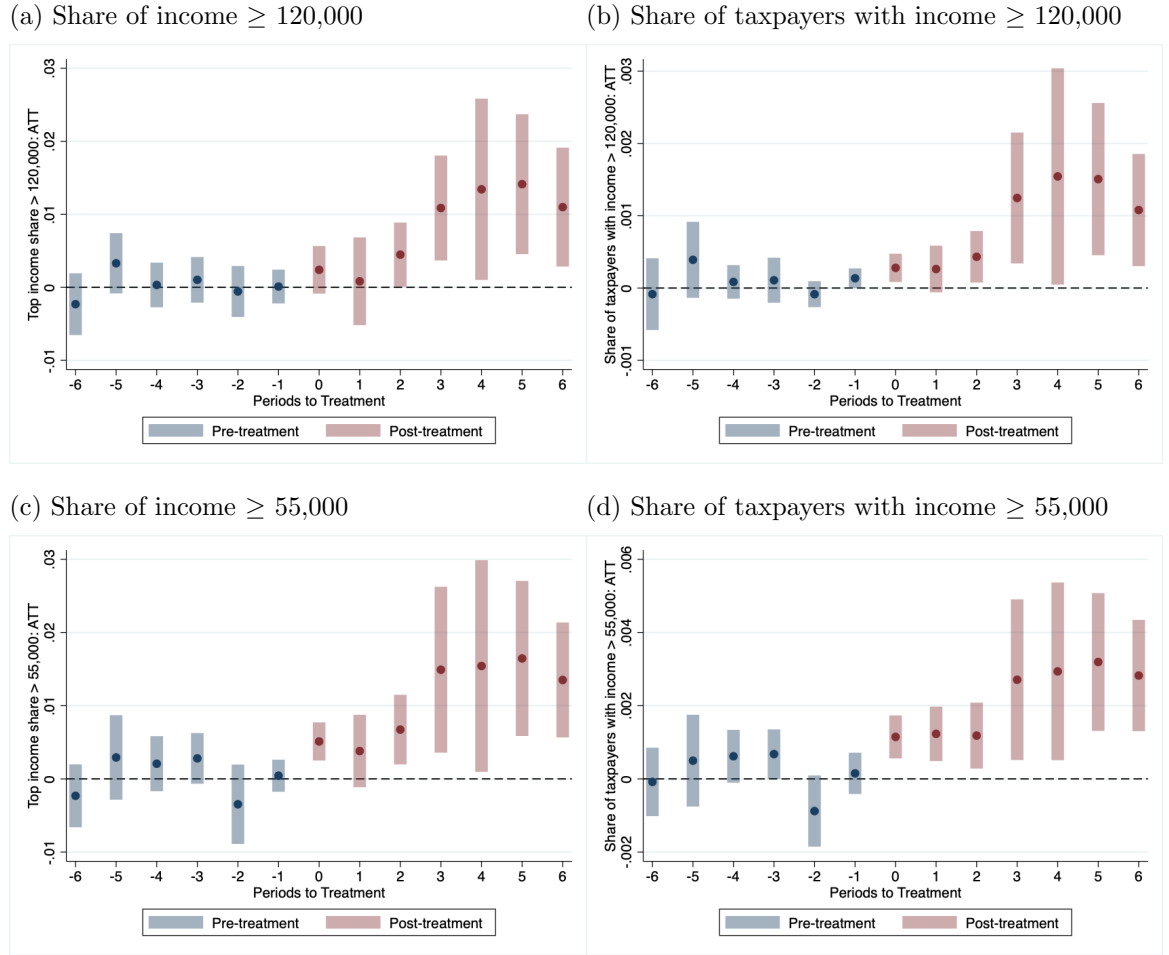 (a) Share of income ≥ 120,000
Top income share > 120,000: ATT
.03
.02
.01
0
-.01
-6 -5 -4 -3 -2 -1 0 1 2 3 4 5 6
Periods to Treatment
Pre-treatment Post-treatment
(b) Share of taxpayers with income ≥ 120,000
Share of taxpayers with income > 120,000: ATT
.003
.002
.001
0
-.001
-6 -5 -4 -3 -2 -1 0 1 2 3 4 5 6
Periods to Treatment
Pre-treatment Post-treatment
(c) Share of income ≥ 55,000
Top income share > 55,000: ATT
.03
.02
.01
0
-.01
-6 -5 -4 -3 -2 -1 0 1 2 3 4 5 6
Periods to Treatment
Pre-treatment Post-treatment
(d) Share of taxpayers with income ≥ 55,000
Share of taxpayers with income > 55,000: ATT
.006
.004
.002
0
-.002
-6 -5 -4 -3 -2 -1 0 1 2 3 4 5 6
Periods to Treatment
Pre-treatment Post-treatment